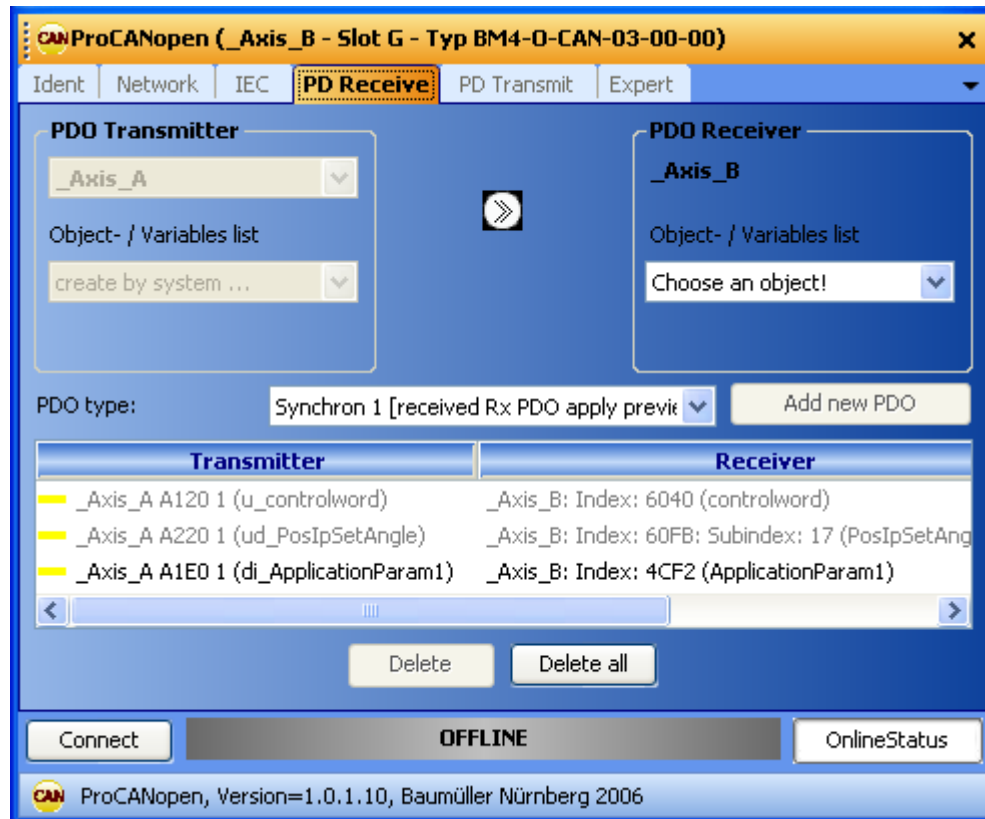 CAN ProCANopen (_Axis_B - Slot G - Typ BM4-O-CAN-03-00-00)
Ident Network IEC PD Receive PD Transmit Expert
PDO Transmitter PDO Receiver
_Axis_A _Axis_B
Object- / Variables list Object- / Variables list
create by system ... Choose an object!
PDO type: Synchron 1 [received Rx PDO apply previe Add new PDO
Transmitter Receiver
_Axis_A A120 1 (u_controlword) _Axis_B: Index: 6040 (controlword)
_Axis_A A220 1 (ud_PosIpSetAngle) _Axis_B: Index: 60FB: Subindex: 17 (PosIpSetAng
_Axis_A A1E0 1 (di_ApplicationParam1) _Axis_B: Index: 4CF2 (ApplicationParam1)
Delete Delete all
Connect OFFLINE OnlineStatus
CAN ProCANopen, Version=1.0.1.10, Baumüller Nürnberg 2006